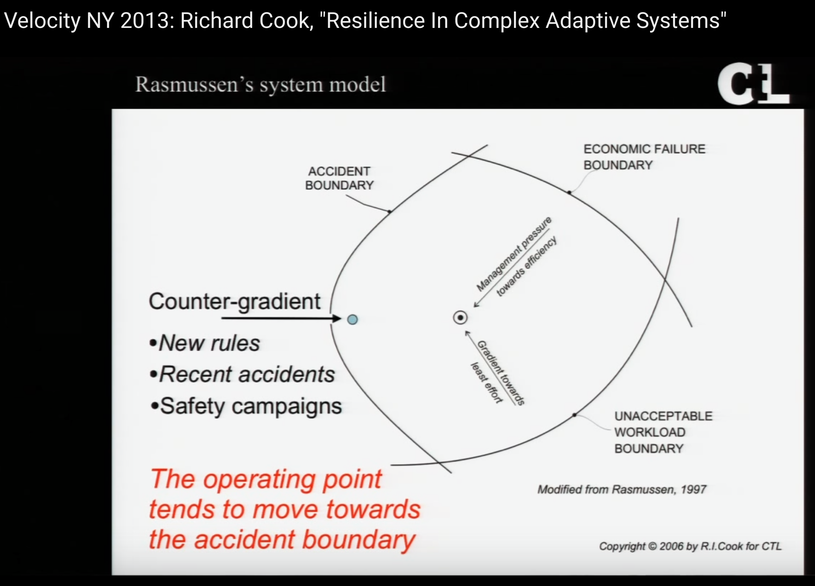 Velocity NY 2013: Richard Cook, "Resilience In Complex Adaptive Systems"
Rasmussen's system model
CtL
ACCIDENT
BOUNDARY
ECONOMIC FAILURE
BOUNDARY
Management pressure
towards efficiency
Counter-gradient
•New rules
•Recent accidents
•Safety campaigns
Gradient towards
least effort
UNACCEPTABLE
WORKLOAD
BOUNDARY
The operating point
tends to move towards
the accident boundary
Modified from Rasmussen, 1997
Copyright © 2006 by R.I.Cook for CTL